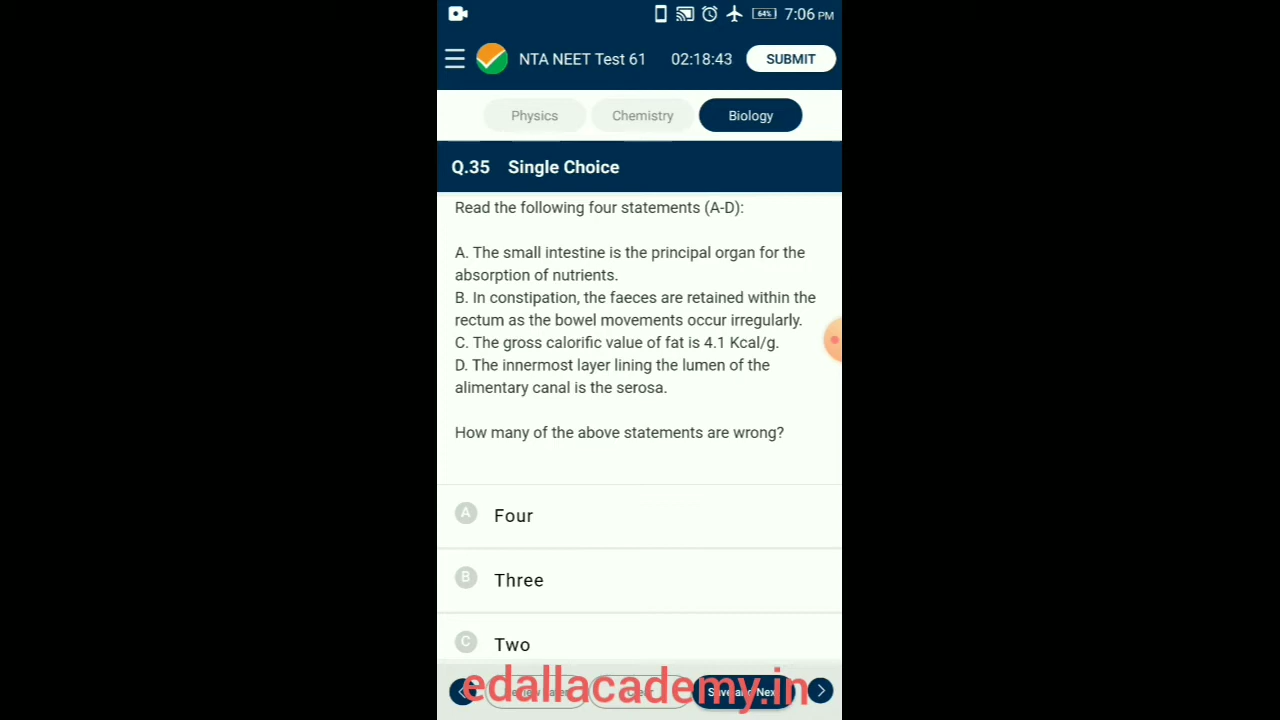 64% 7:06 PM
NTA NEET Test 61 02:18:43 SUBMIT
Physics Chemistry Biology
Q.35 Single Choice
Read the following four statements (A-D):
A. The small intestine is the principal organ for the
absorption of nutrients.
B. In constipation, the faeces are retained within the
rectum as the bowel movements occur irregularly.
C. The gross calorific value of fat is 4.1 Kcal/g.
D. The innermost layer lining the lumen of the
alimentary canal is the serosa.
How many of the above statements are wrong?
A Four
B Three
C Two
edallacademy.in